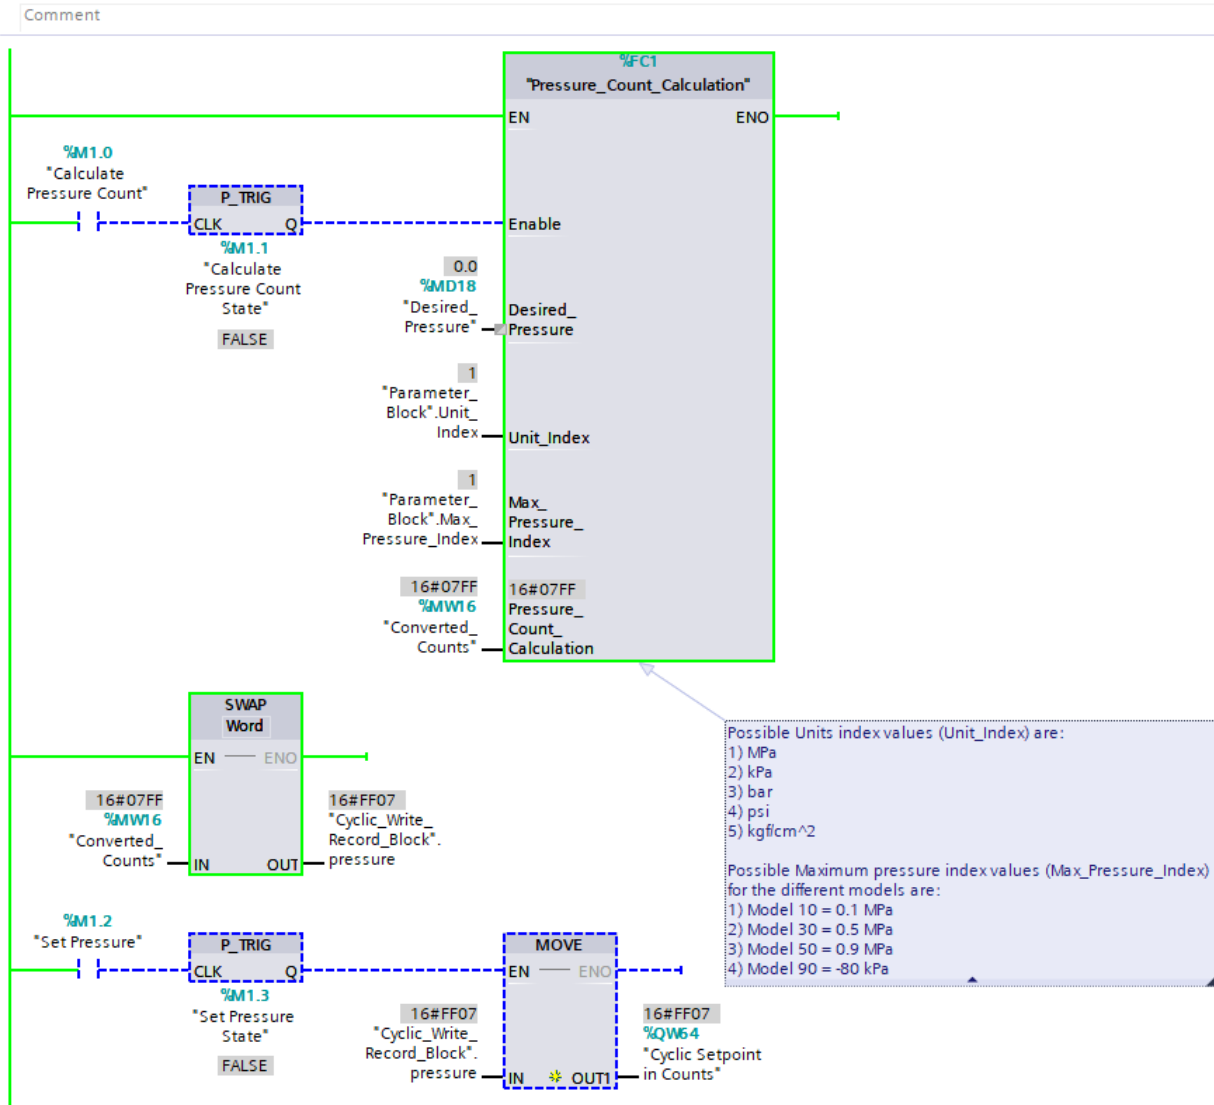 Comment
%FC1
"Pressure_Count_Calculation"
EN
ENO
%M1.0
"Calculate
Pressure Count"
P_TRIG
CLK
Q
Enable
%M1.1
"Calculate
Pressure Count
State"
FALSE
0.0
%MD18
"Desired_
Pressure"
Desired_
Pressure
1
"Parameter_
Block".Unit_
Index
Unit_Index
1
"Parameter_
Block".Max_
Pressure_Index
Max_
Pressure_
Index
16#07FF
%MW16
"Converted_
Counts"
16#07FF
Pressure_
Count_
Calculation
SWAP
Word
EN
ENO
16#07FF
%MW16
"Converted_
Counts"
IN
OUT
16#FF07
"Cyclic_Write_
Record_Block".
pressure
Possible Units index values (Unit_Index) are:
1) MPa
2) kPa
3) bar
4) psi
5) kgf/cm^2
Possible Maximum pressure index values (Max_Pressure_Index)
for the different models are:
1) Model 10 = 0.1 MPa
2) Model 30 = 0.5 MPa
3) Model 50 = 0.9 MPa
4) Model 90 = -80 kPa
%M1.2
"Set Pressure"
P_TRIG
CLK
Q
%M1.3
"Set Pressure
State"
FALSE
MOVE
EN
ENO
16#FF07
"Cyclic_Write_
Record_Block".
pressure
IN
OUT1
16#FF07
%QW64
"Cyclic Setpoint
in Counts"